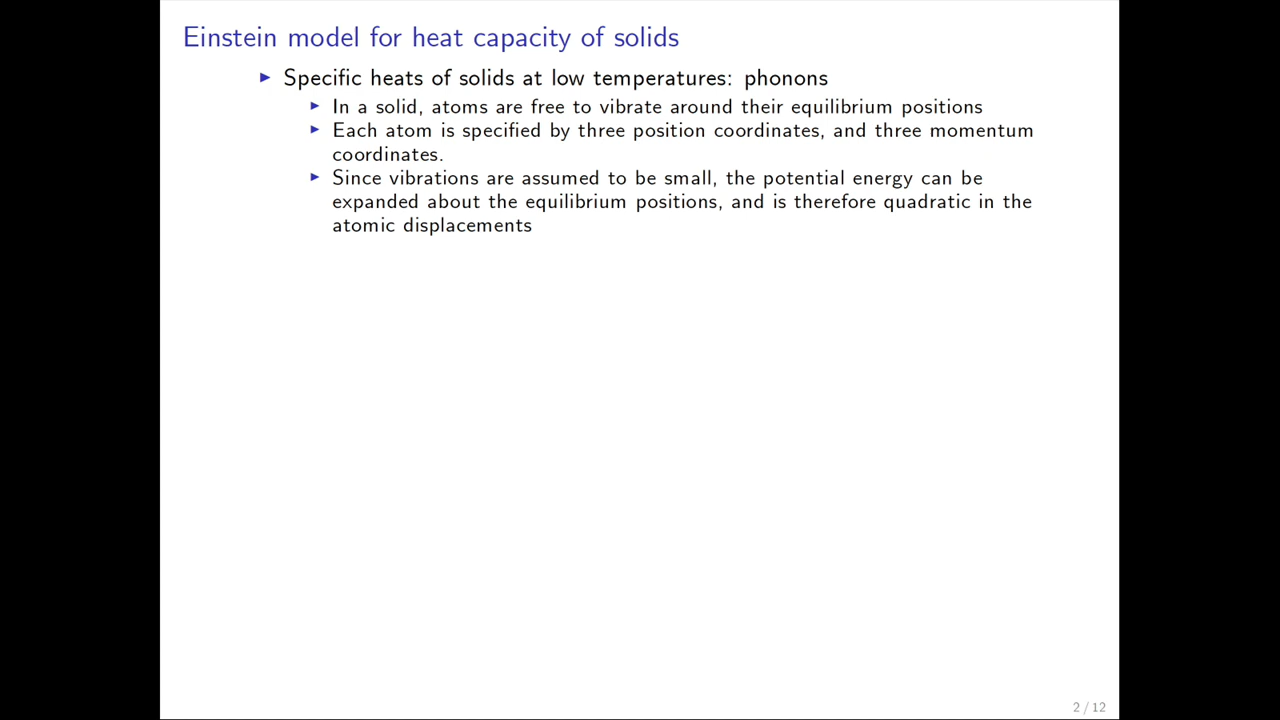 Einstein model for heat capacity of solids
▶ Specific heats of solids at low temperatures: phonons
▶ In a solid, atoms are free to vibrate around their equilibrium positions
▶ Each atom is specified by three position coordinates, and three momentum
coordinates.
▶ Since vibrations are assumed to be small, the potential energy can be
expanded about the equilibrium positions, and is therefore quadratic in the
atomic displacements
2 / 12